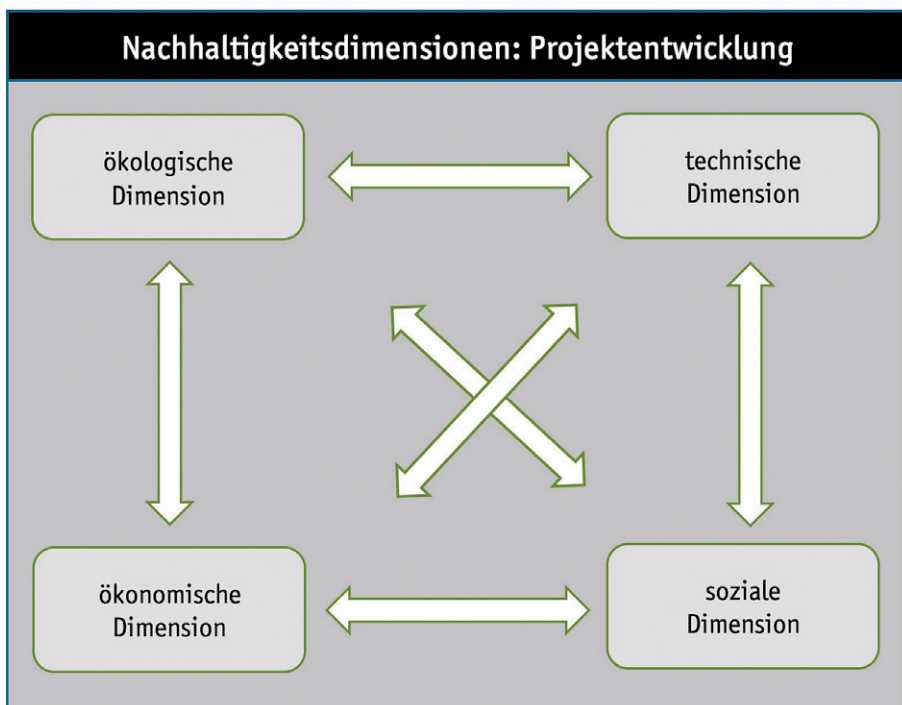 Nachhaltigkeitsdimensionen: Projektentwicklung
ökologische
Dimension
technische
Dimension
ökonomische
Dimension
soziale
Dimension